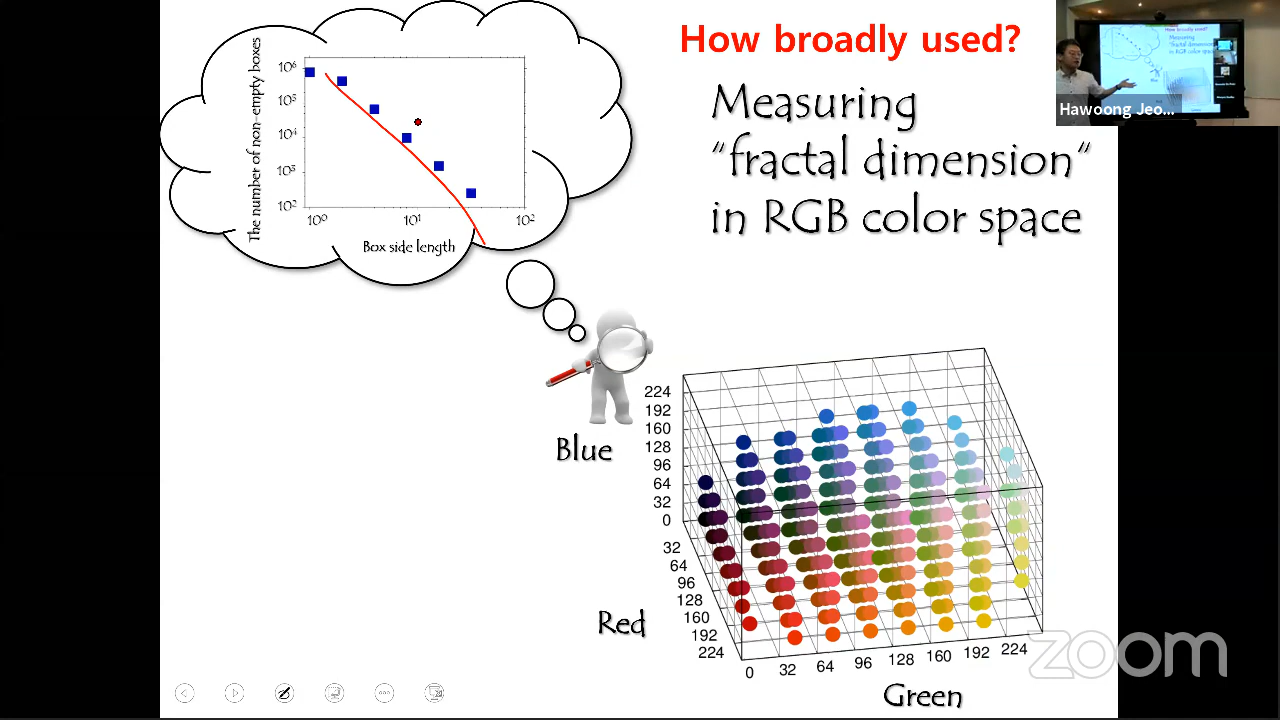 How broadly used?
Measuring
“fractal dimension“
in RGB color space
The number of non-empty boxes
10⁶
10⁵
10⁴
10³
10²
10⁰
10¹
10²
Box side length
Hawoong Jeo...
Blue
224
192
160
128
96
64
32
0
Red
32
64
96
128
160
192
224
0
32
64
96
128
160
192
224
Green
zoom